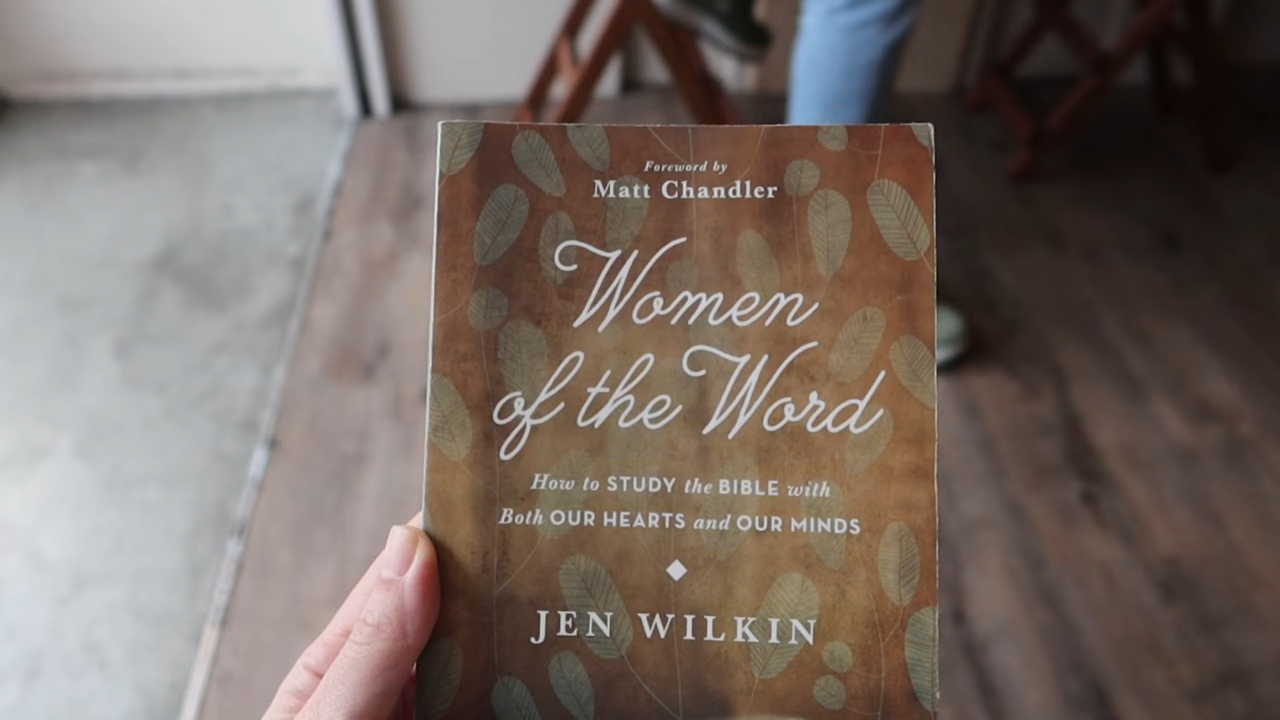 Foreword by
Matt Chandler
Women
of the Word
How to STUDY the BIBLE with
Both OUR HEARTS and OUR MINDS
JEN WILKIN